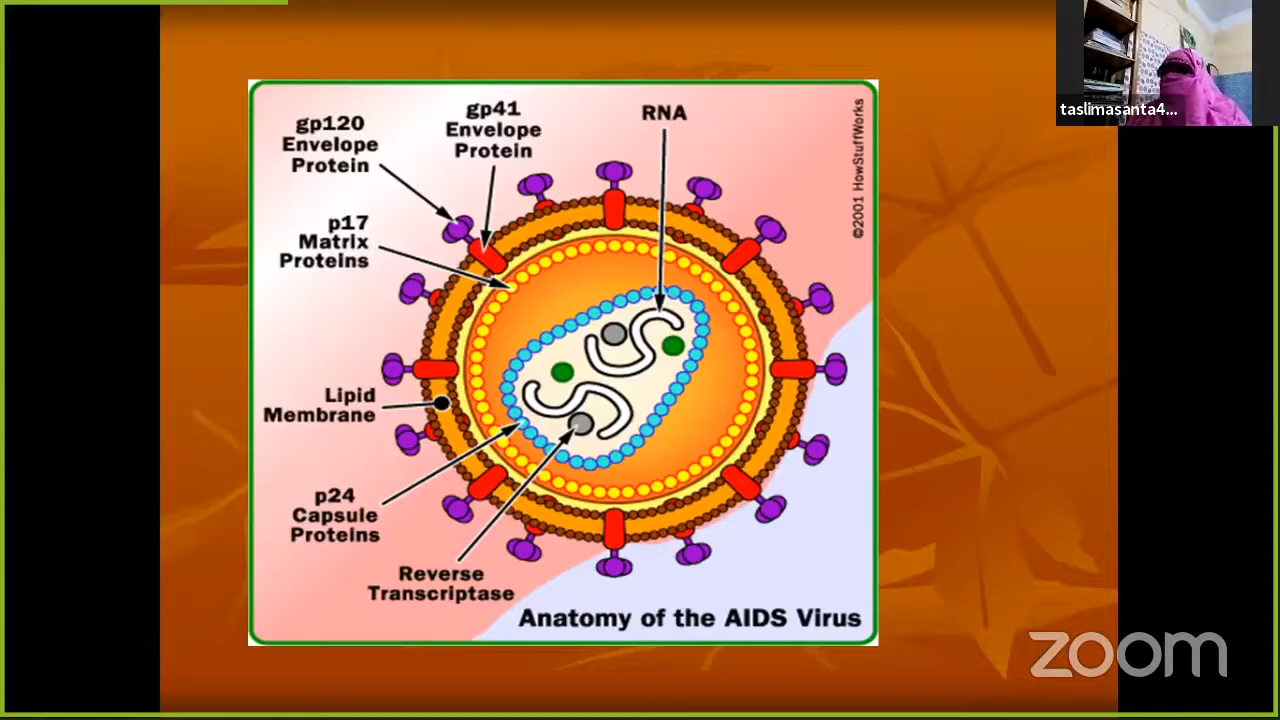 taslimasanta4...
gp120
Envelope
Protein
gp41
Envelope
Protein
RNA
©2001 HowStuffWorks
p17
Matrix
Proteins
Lipid
Membrane
p24
Capsule
Proteins
Reverse
Transcriptase
Anatomy of the AIDS Virus
zoom